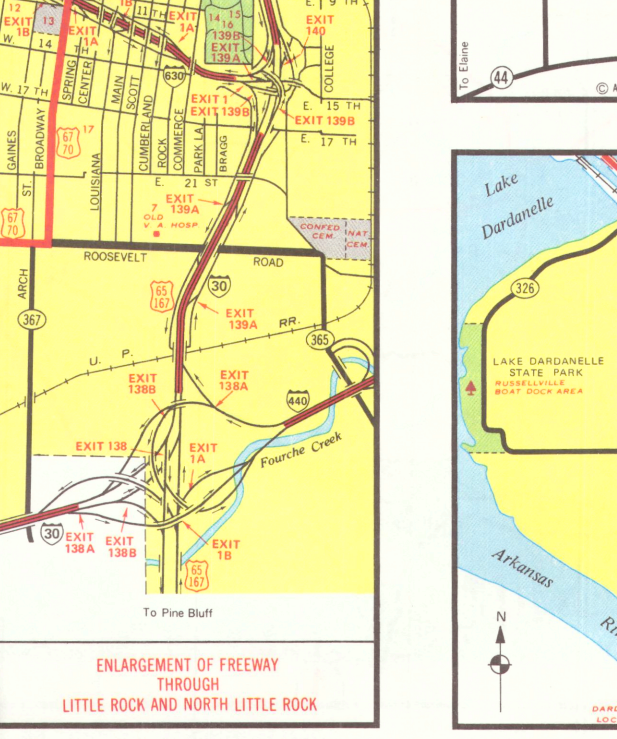 12
EXIT
1B
13
W.
14
TH
EXIT
1A
1B
11 TH
EXIT
1A
14 15
16
139B
EXIT
139A
E. 9 TH
EXIT
140
COLLEGE
630
EXIT 1
EXIT 139B
E. 15 TH
EXIT 139B
E. 17 TH
W. 17 TH
SPRING
CENTER
MAIN
SCOTT
CUMBERLAND
ROCK
COMMERCE
PARK LA.
BRAGG
GAINES
ST.
BROADWAY
67
70
17
LOUISIANA
E. 21 ST
EXIT
139A
7
OLD
V. A. HOSP
67
70
CONFED
CEM.
NAT.
CEM.
ROOSEVELT ROAD
ARCH
367
65
167
30
EXIT
139A
U. P. RR.
365
EXIT
138B
EXIT
138A
440
EXIT 138
EXIT
1A
Fourche Creek
30
EXIT
138A
EXIT
138B
EXIT
1B
65
167
To Pine Bluff
ENLARGEMENT OF FREEWAY
THROUGH
LITTLE ROCK AND NORTH LITTLE ROCK
To Elaine
44
© A
Lake
Dardanelle
326
LAKE DARDANELLE
STATE PARK
RUSSELLVILLE
BOAT DOCK AREA
Arkansas
N
DARD
LOC